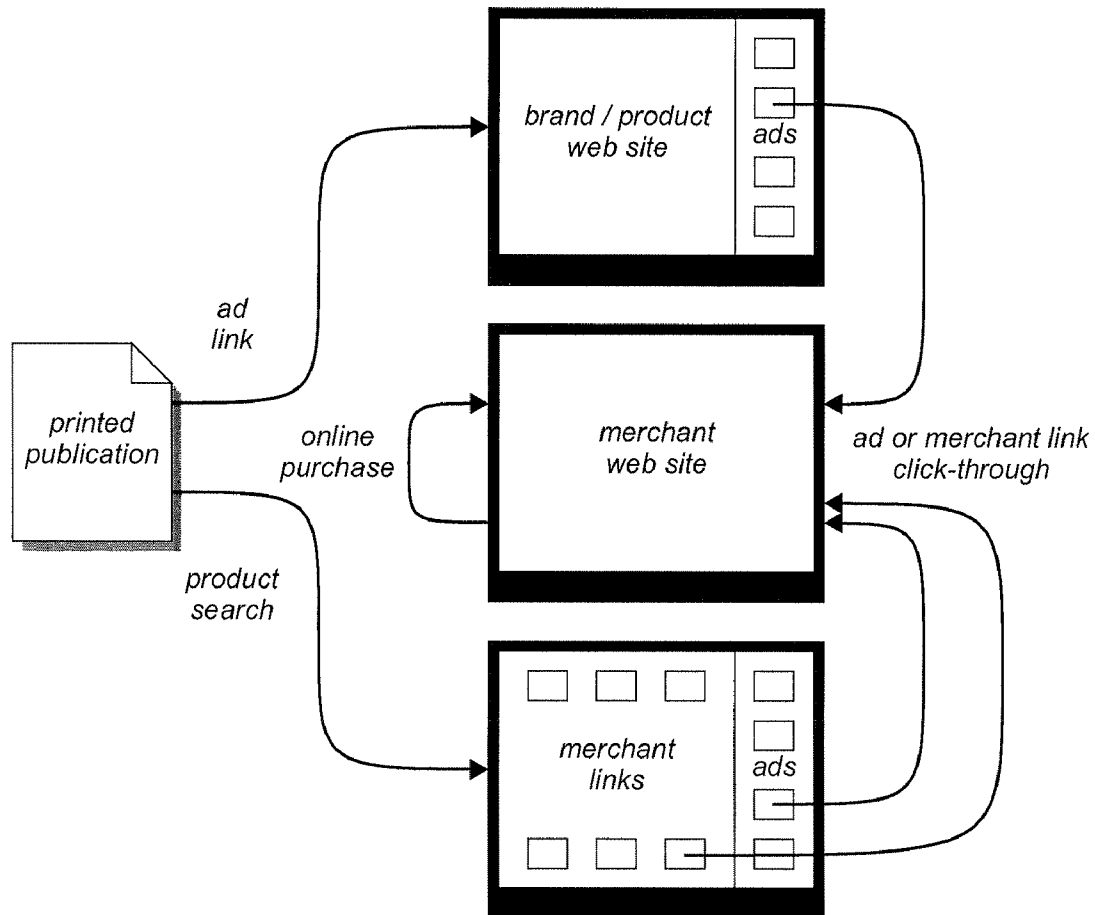 brand / product
web site
ads
ad
link
printed
publication
online
purchase
merchant
web site
ad or merchant link
click-through
product
search
merchant
links
ads